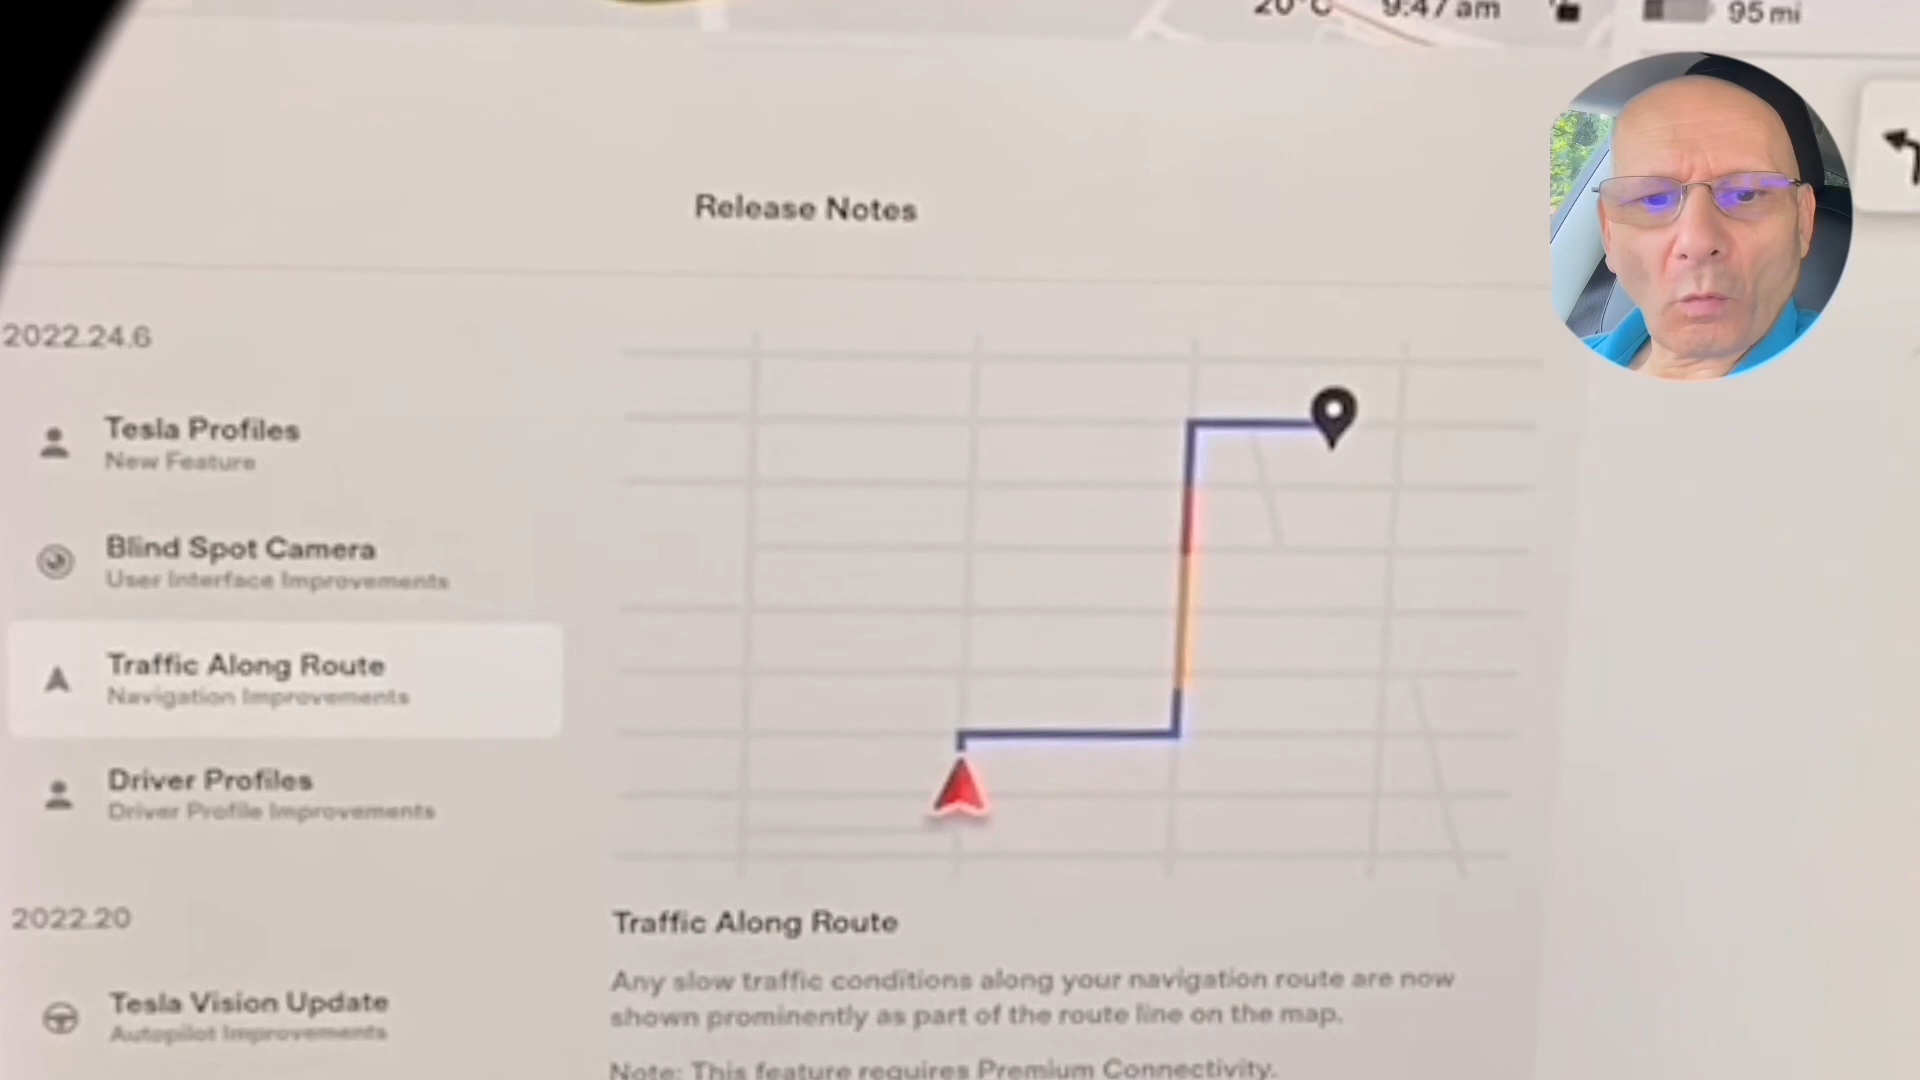 20°C 9:47 am 95 mi
Release Notes
2022.24.6
Tesla Profiles
New Feature
Blind Spot Camera
User Interface Improvements
Traffic Along Route
Navigation Improvements
Driver Profiles
Driver Profile Improvements
2022.20
Tesla Vision Update
Autopilot Improvements
Traffic Along Route
Any slow traffic conditions along your navigation route are now
shown prominently as part of the route line on the map.
Note: This feature requires Premium Connectivity.